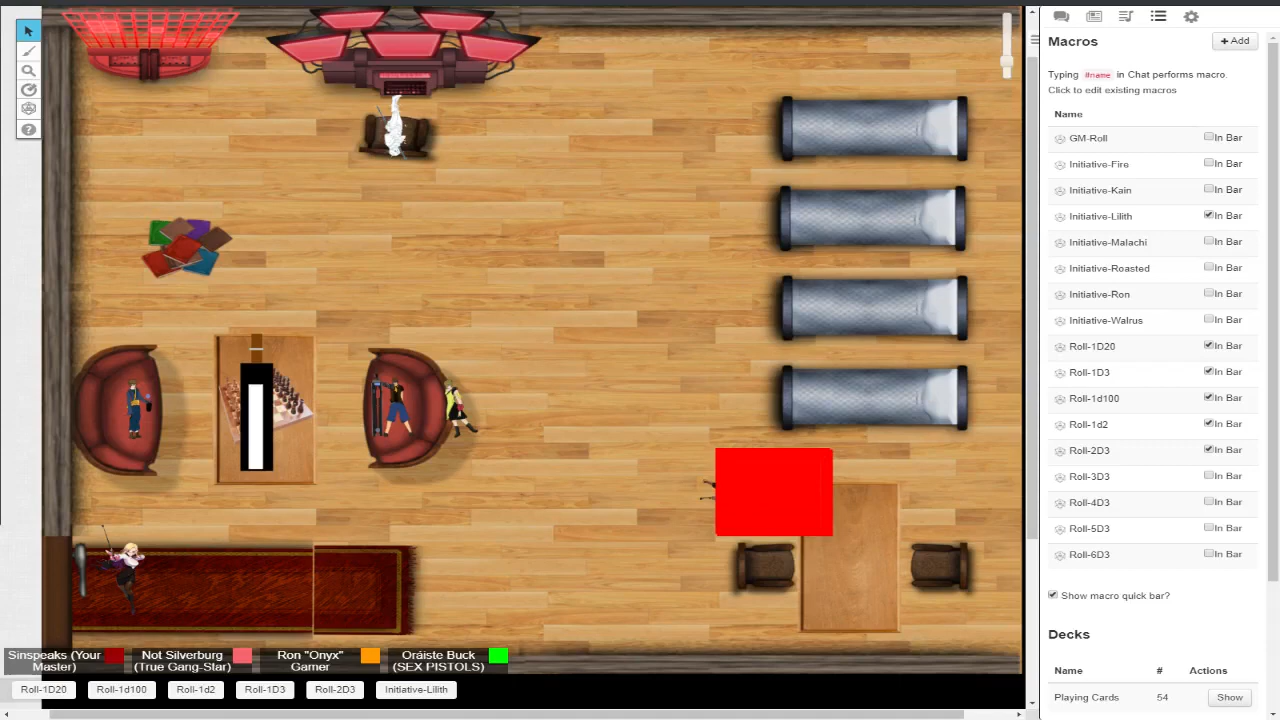 Macros
+ Add
Typing #name in Chat performs macro.
Click to edit existing macros
Name
GM-Roll In Bar
Initiative-Fire In Bar
Initiative-Kain In Bar
Initiative-Lilith In Bar
Initiative-Malachi In Bar
Initiative-Roasted In Bar
Initiative-Ron In Bar
Initiative-Walrus In Bar
Roll-1D20 In Bar
Roll-1D3 In Bar
Roll-1d100 In Bar
Roll-1d2 In Bar
Roll-2D3 In Bar
Roll-3D3 In Bar
Roll-4D3 In Bar
Roll-5D3 In Bar
Roll-6D3 In Bar
Show macro quick bar?
Decks
Name # Actions
Playing Cards 54 Show
Sinspeaks (Your
Master)
Not Silverburg
(True Gang-Star)
Ron "Onyx"
Gamer
Oráiste Buck
(SEX PISTOLS)
Roll-1D20 Roll-1d100 Roll-1d2 Roll-1D3 Roll-2D3 Initiative-Lilith